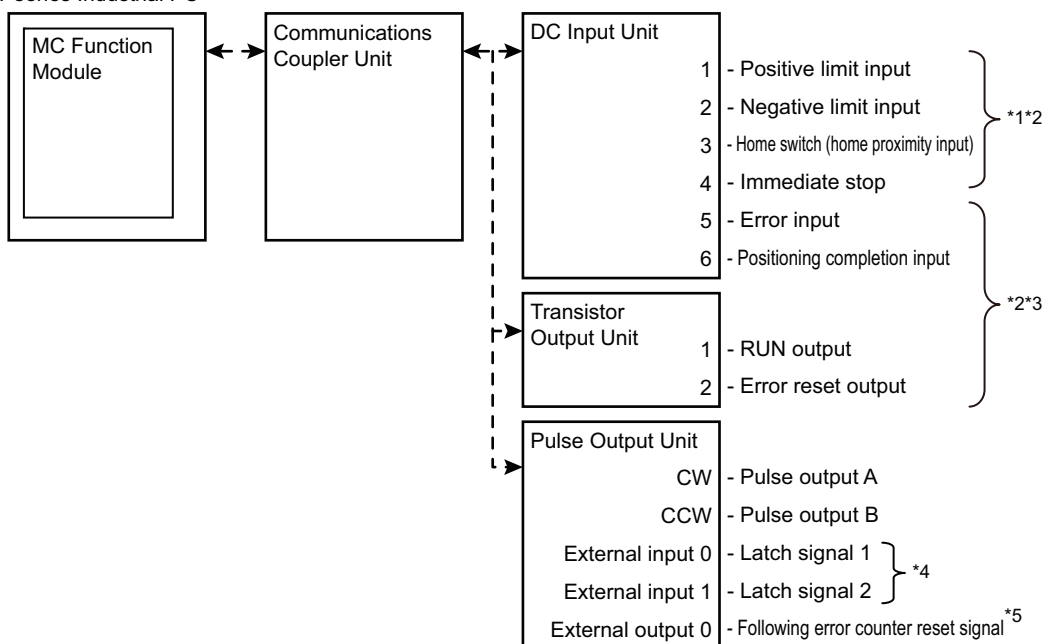 MC Function
Module
Communications
Coupler Unit
DC Input Unit
1 - Positive limit input
2 - Negative limit input
3 - Home switch (home proximity input)
4 - Immediate stop
*1*2
5 - Error input
6 - Positioning completion input
*2*3
Transistor
Output Unit
1 - RUN output
2 - Error reset output
Pulse Output Unit
CW - Pulse output A
CCW - Pulse output B
External input 0 - Latch signal 1
External input 1 - Latch signal 2
*4
External output 0 - Following error counter reset signal*5